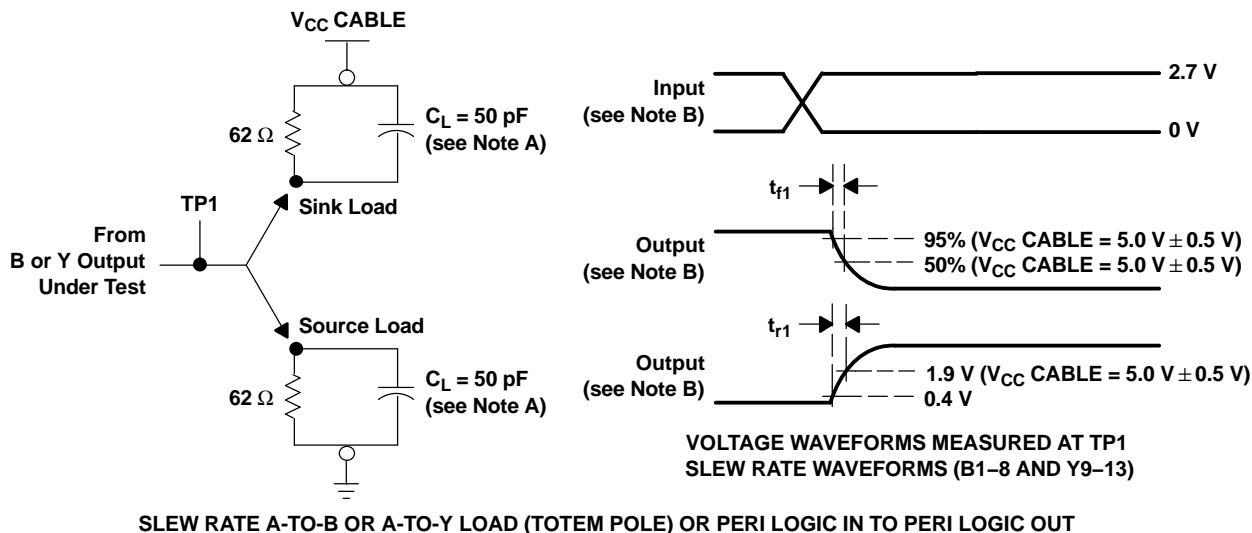 VCC CABLE
62 Ω
CL = 50 pF
(see Note A)
TP1
Sink Load
From
B or Y Output
Under Test
Source Load
62 Ω
CL = 50 pF
(see Note A)
Input
(see Note B)
2.7 V
0 V
tf1
Output
(see Note B)
95% (VCC CABLE = 5.0 V ± 0.5 V)
50% (VCC CABLE = 5.0 V ± 0.5 V)
tr1
Output
(see Note B)
1.9 V (VCC CABLE = 5.0 V ± 0.5 V)
0.4 V
VOLTAGE WAVEFORMS MEASURED AT TP1
SLEW RATE WAVEFORMS (B1–8 AND Y9–13)
SLEW RATE A-TO-B OR A-TO-Y LOAD (TOTEM POLE) OR PERI LOGIC IN TO PERI LOGIC OUT